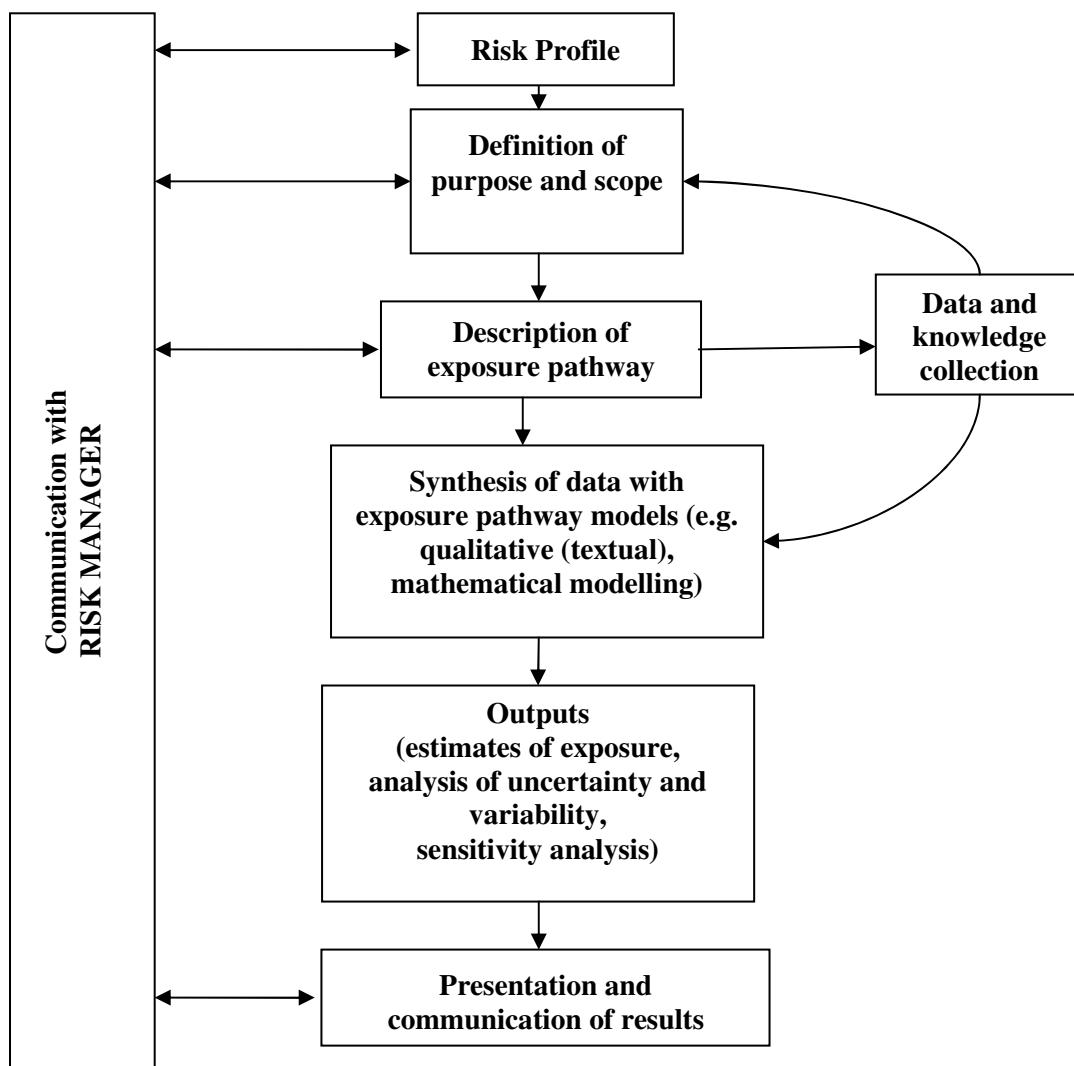 Risk Profile
Definition of
purpose and scope
Data and
knowledge
collection
Description of
exposure pathway
Communication with
RISK MANAGER
Synthesis of data with
exposure pathway models (e.g.
qualitative (textual),
mathematical modelling)
Outputs
(estimates of exposure,
analysis of uncertainty and
variability,
sensitivity analysis)
Presentation and
communication of results